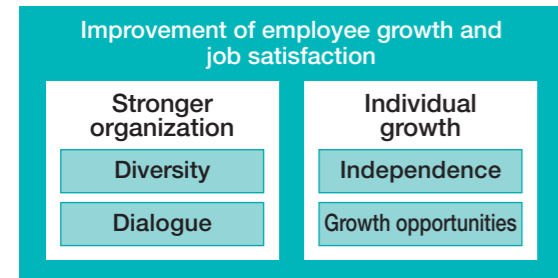 Improvement of employee growth and
job satisfaction
Stronger
organization
Diversity
Dialogue
Individual
growth
Independence
Growth opportunities